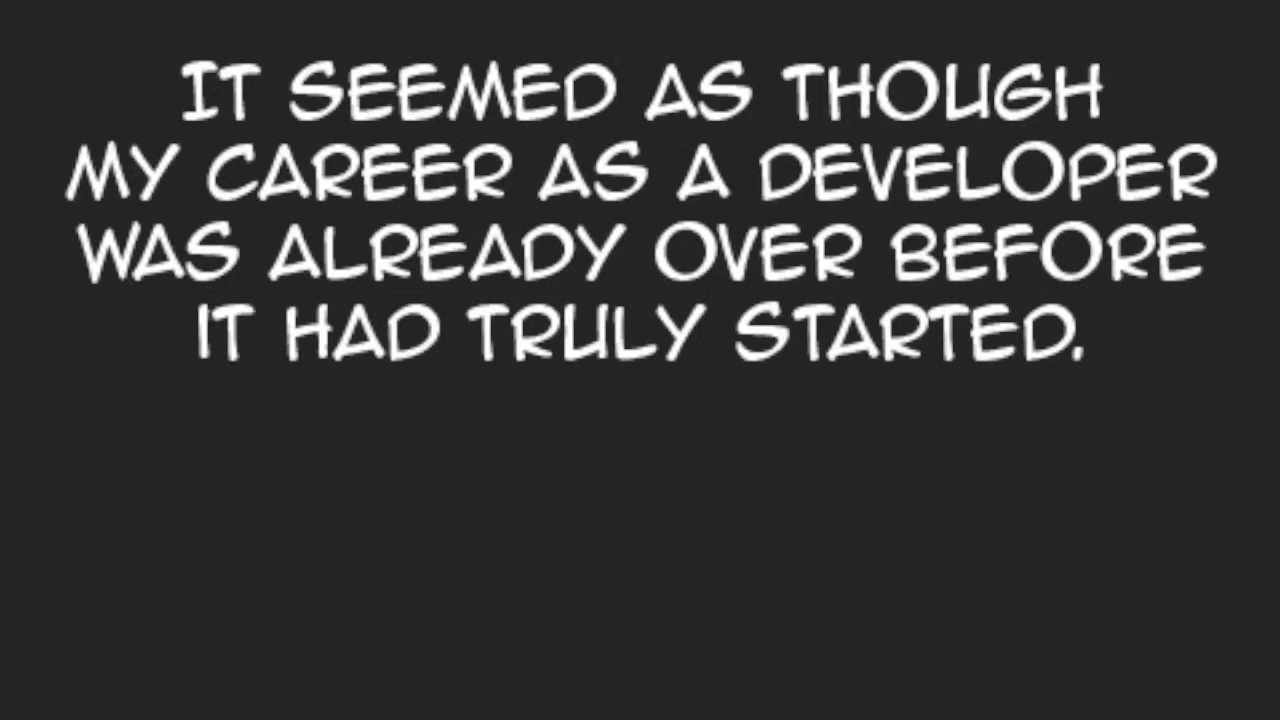 IT SEEMED AS THOUGH
MY CAREER AS A DEVELOPER
WAS ALREADY OVER BEFORE
IT HAD TRULY STARTED.